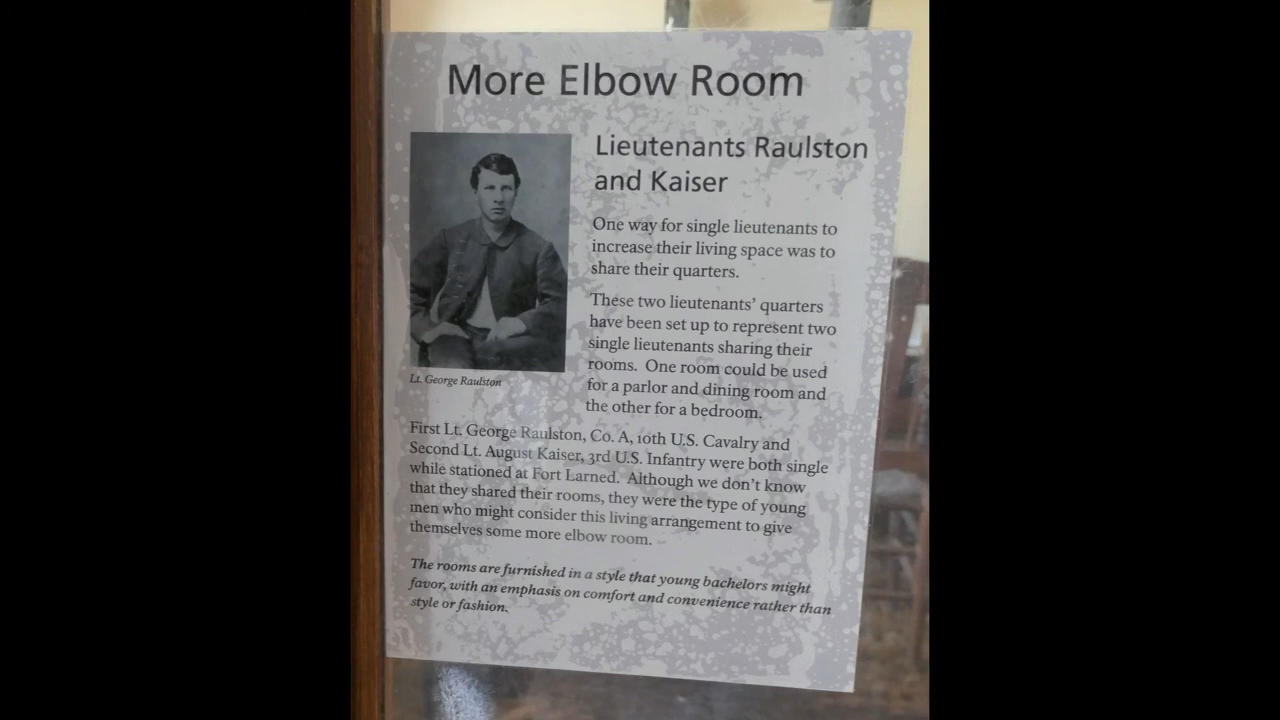 More Elbow Room
Lieutenants Raulston
and Kaiser
One way for single lieutenants to
increase their living space was to
share their quarters.
These two lieutenants’ quarters
have been set up to represent two
single lieutenants sharing their
rooms.  One room could be used
for a parlor and dining room and
the other for a bedroom.
Lt. George Raulston
First Lt. George Raulston, Co. A, 10th U.S. Cavalry and
Second Lt. August Kaiser, 3rd U.S. Infantry were both single
while stationed at Fort Larned.  Although we don’t know
that they shared their rooms, they were the type of young
men who might consider this living arrangement to give
themselves some more elbow room.
The rooms are furnished in a style that young bachelors might
favor, with an emphasis on comfort and convenience rather than
style or fashion.